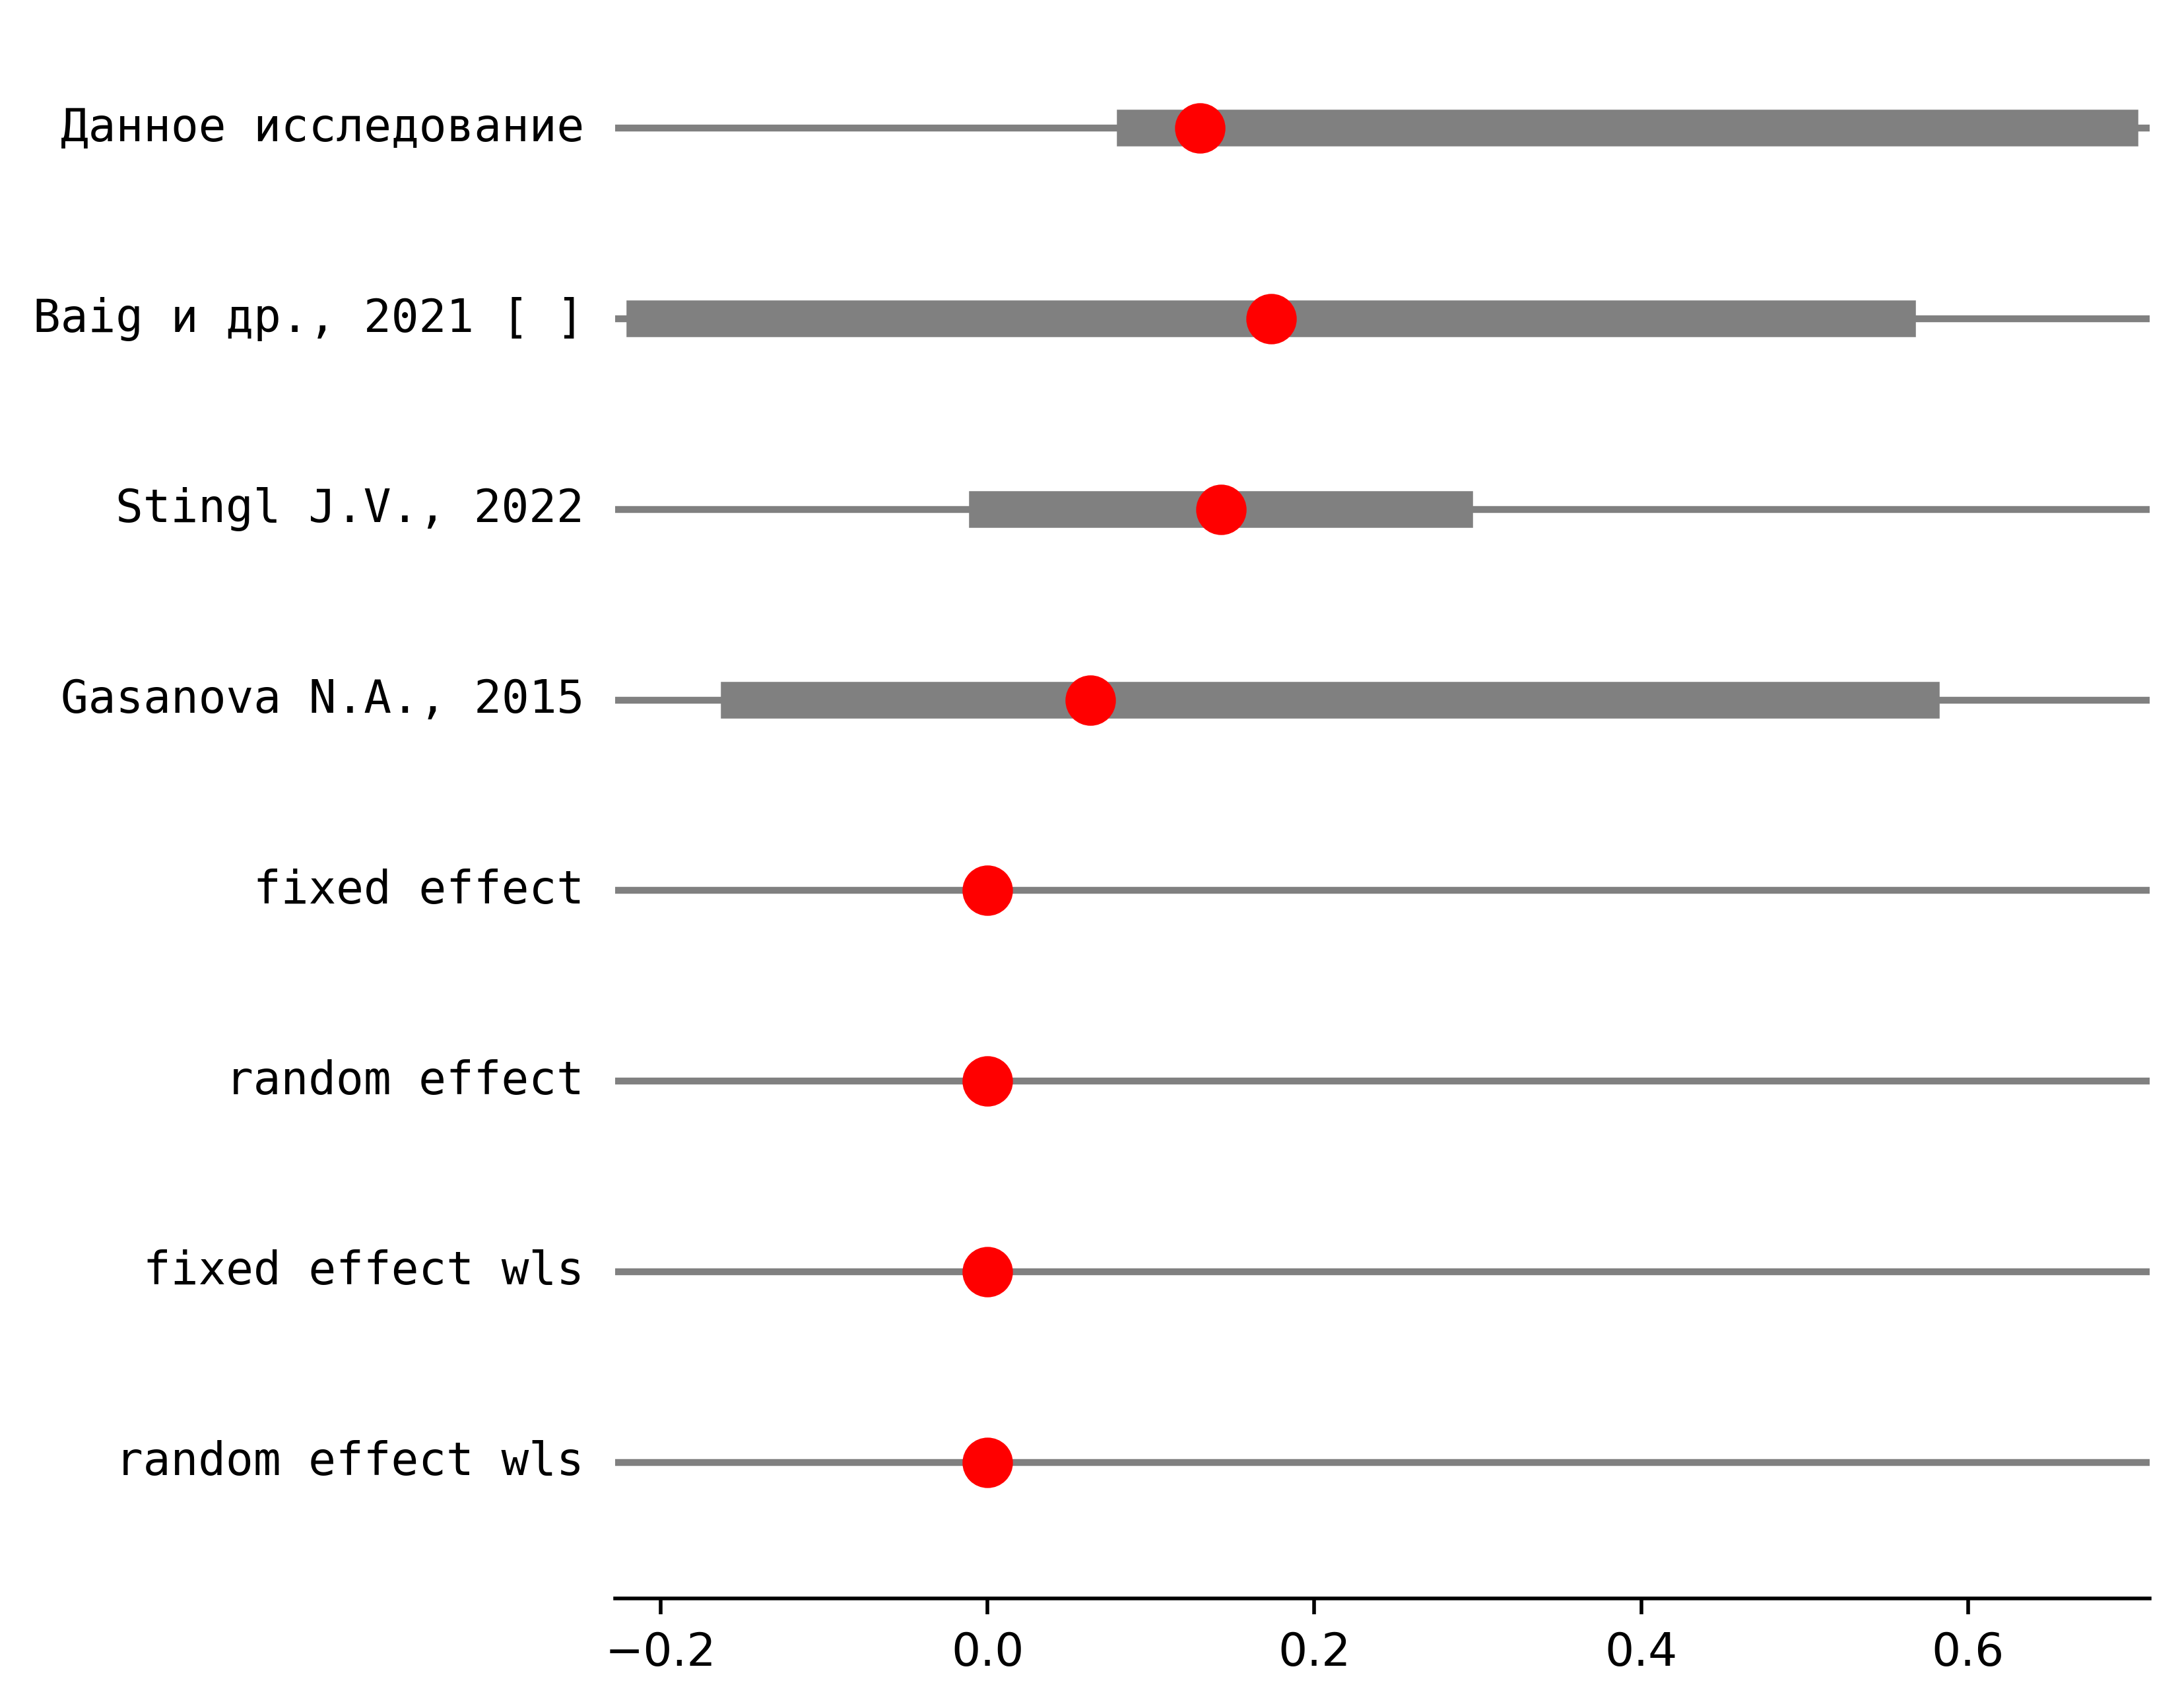 Данное исследование
Baig и др., 2021 [ ]
Stingl J.V., 2022
Gasanova N.A., 2015
fixed effect
random effect
fixed effect wls
random effect wls
−0.2 0.0 0.2 0.4 0.6